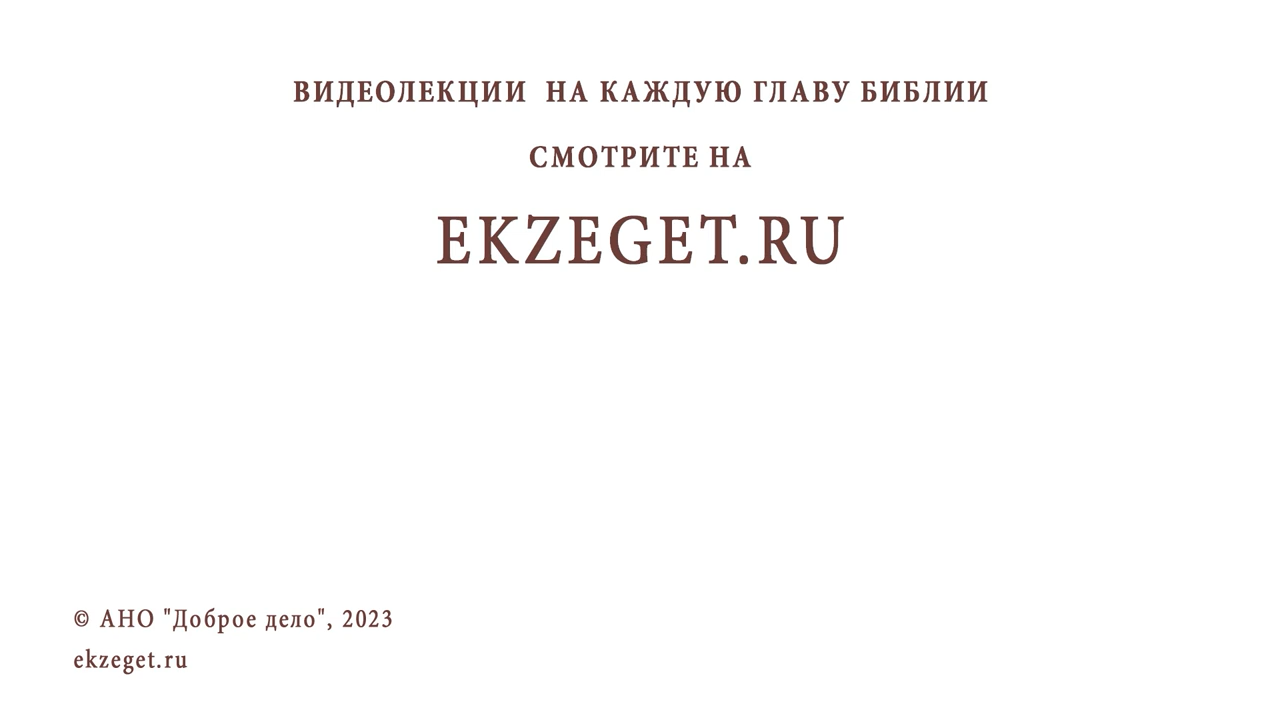 ВИДЕОЛЕКЦИИ НА КАЖДУЮ ГЛАВУ БИБЛИИ
СМОТРИТЕ НА
EKZEGET.RU
© АНО "Доброе дело", 2023
ekzeget.ru